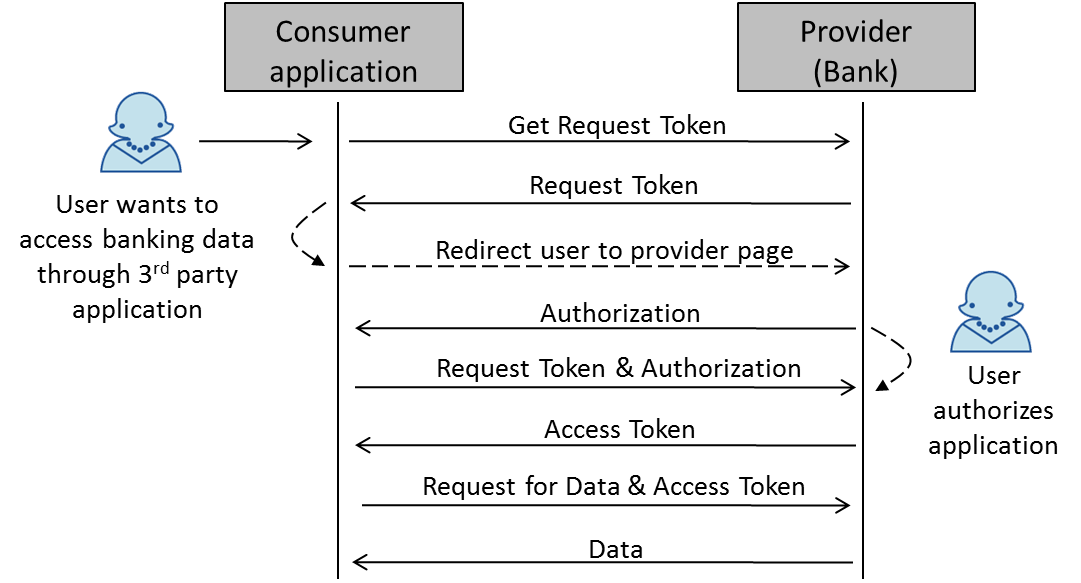 Consumer
application
Provider
(Bank)
Get Request Token
Request Token
User wants to
access banking data
through 3rd party
application
Redirect user to provider page
Authorization
Request Token & Authorization
User
authorizes
application
Access Token
Request for Data & Access Token
Data